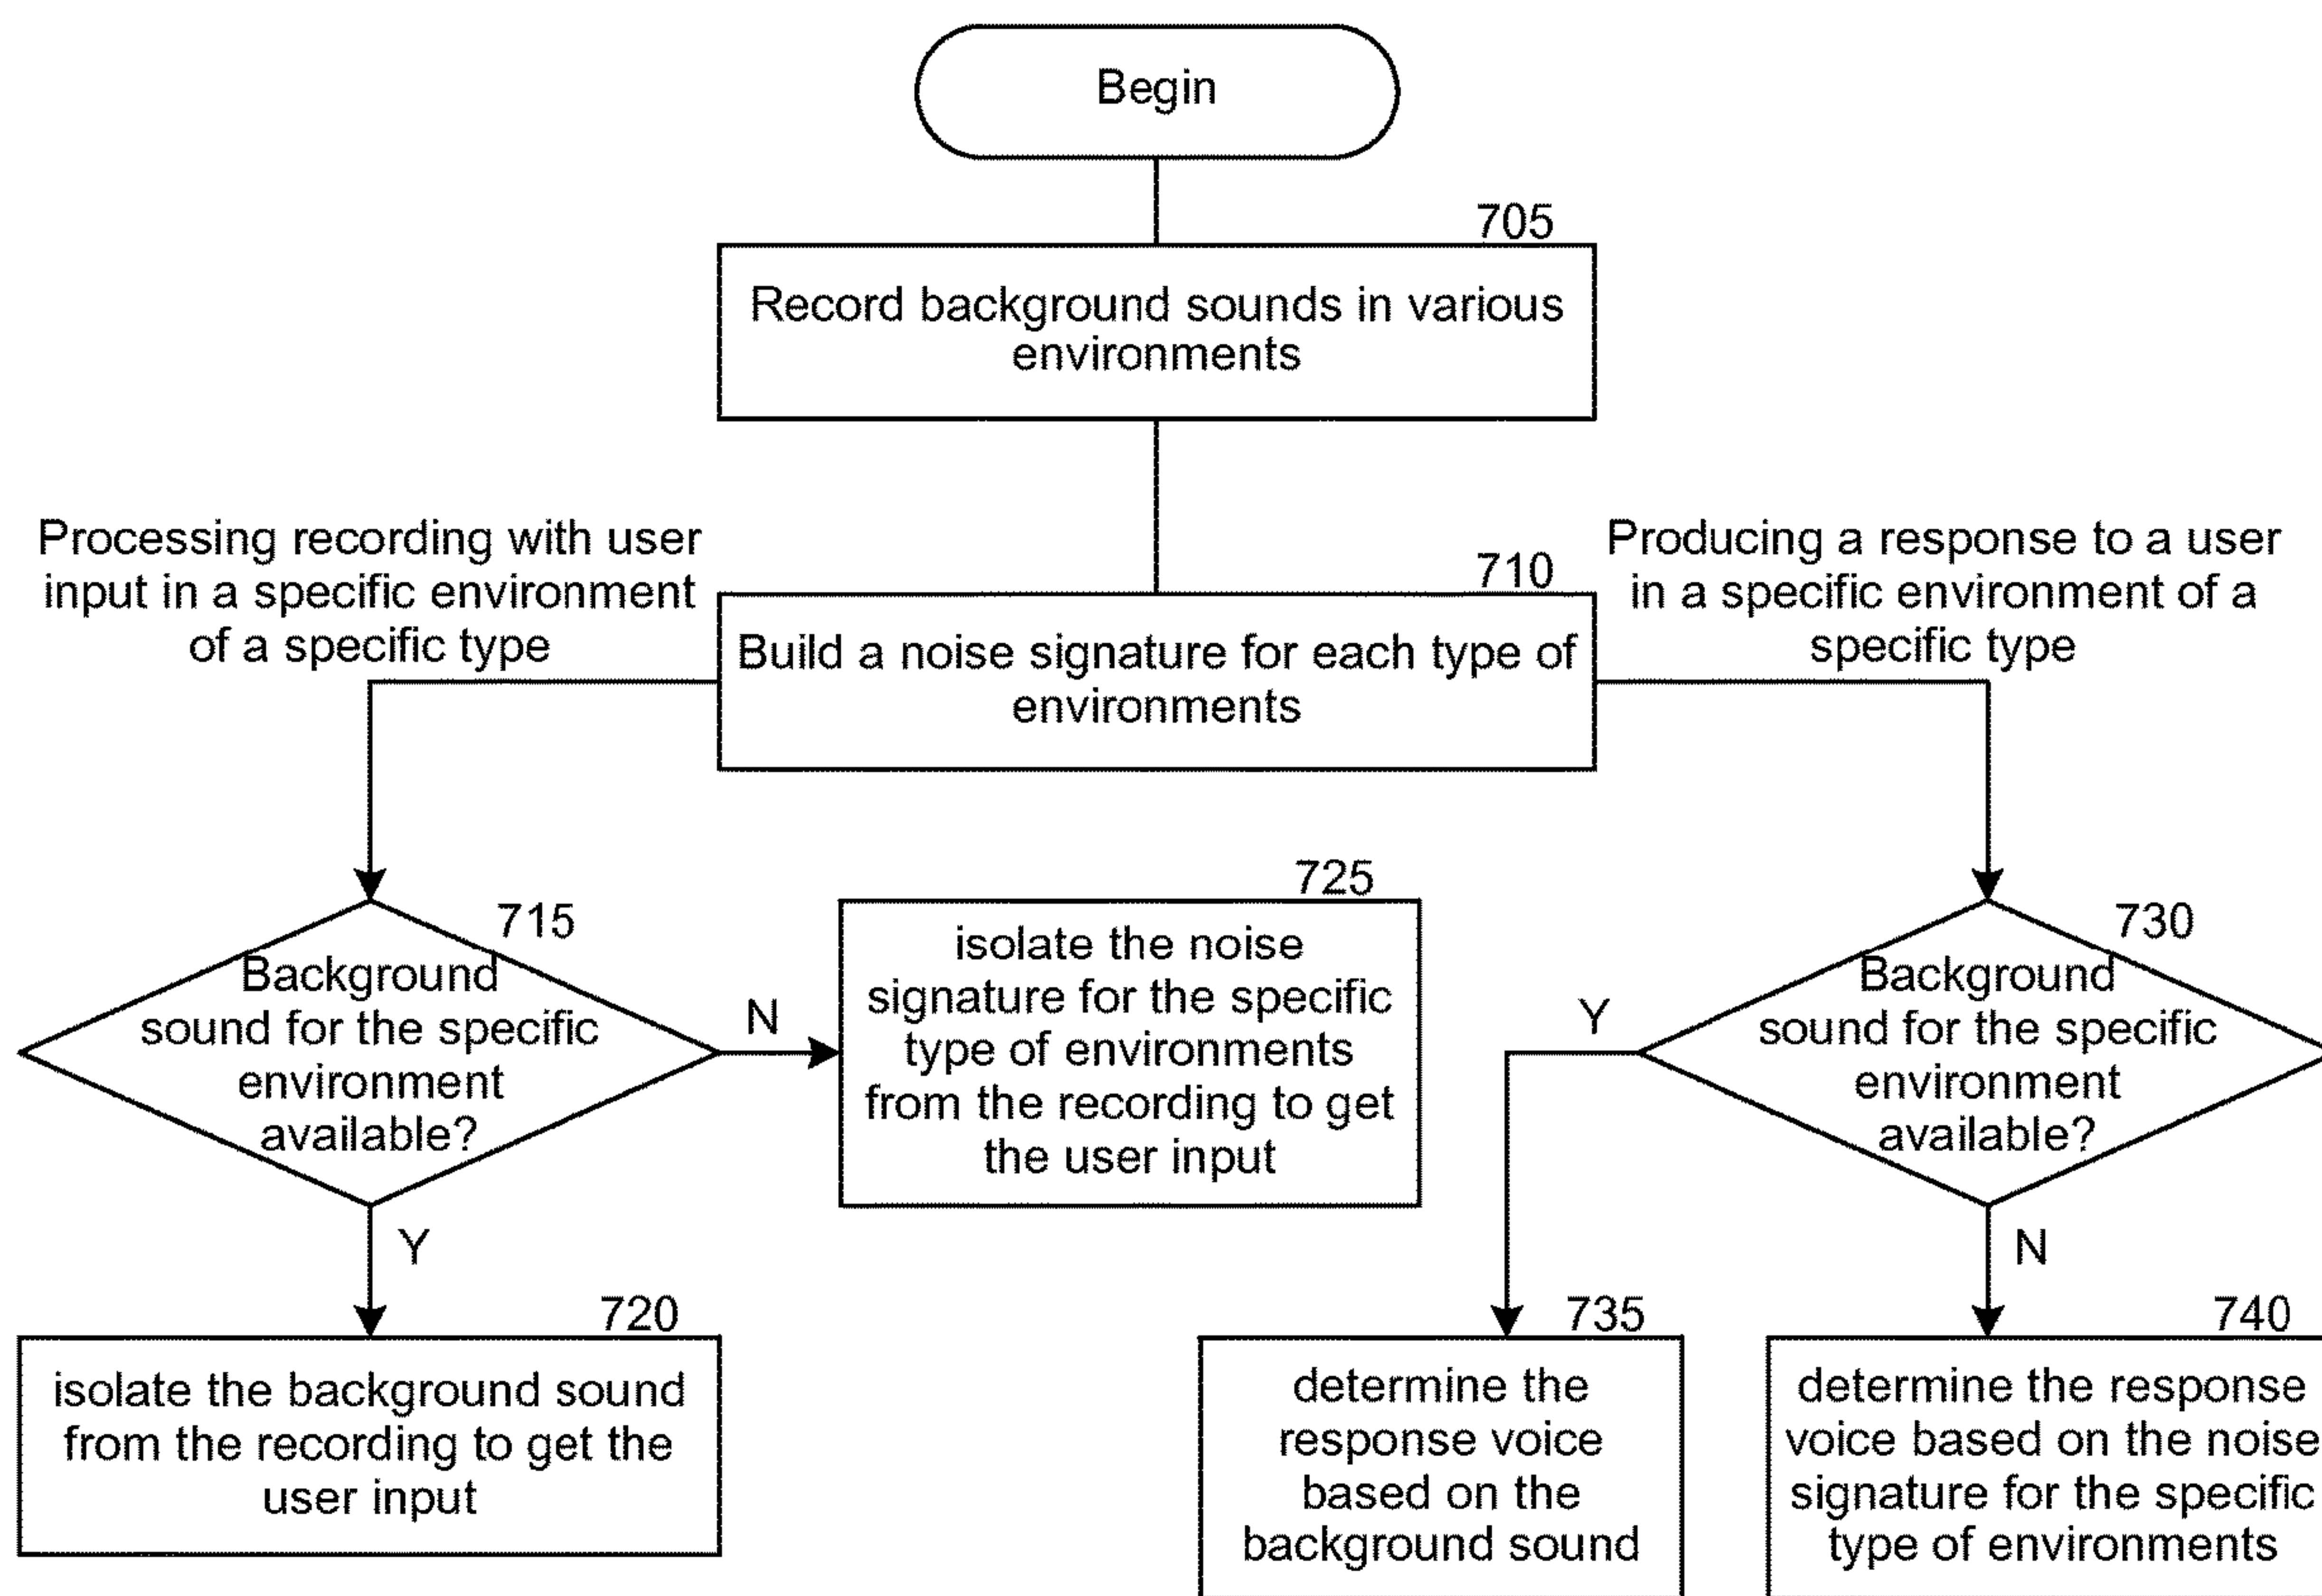 Begin
705
Record background sounds in various
environments
Processing recording with user
input in a specific environment
of a specific type
710
Build a noise signature for each type of
environments
Producing a response to a user
in a specific environment of a
specific type
715
Background
sound for the specific
environment
available?
N
Y
725
isolate the noise
signature for the specific
type of environments
from the recording to get
the user input
720
isolate the background sound
from the recording to get the
user input
730
Background
sound for the specific
environment
available?
Y
N
735
determine the
response voice
based on the
background sound
740
determine the response
voice based on the noise
signature for the specific
type of environments